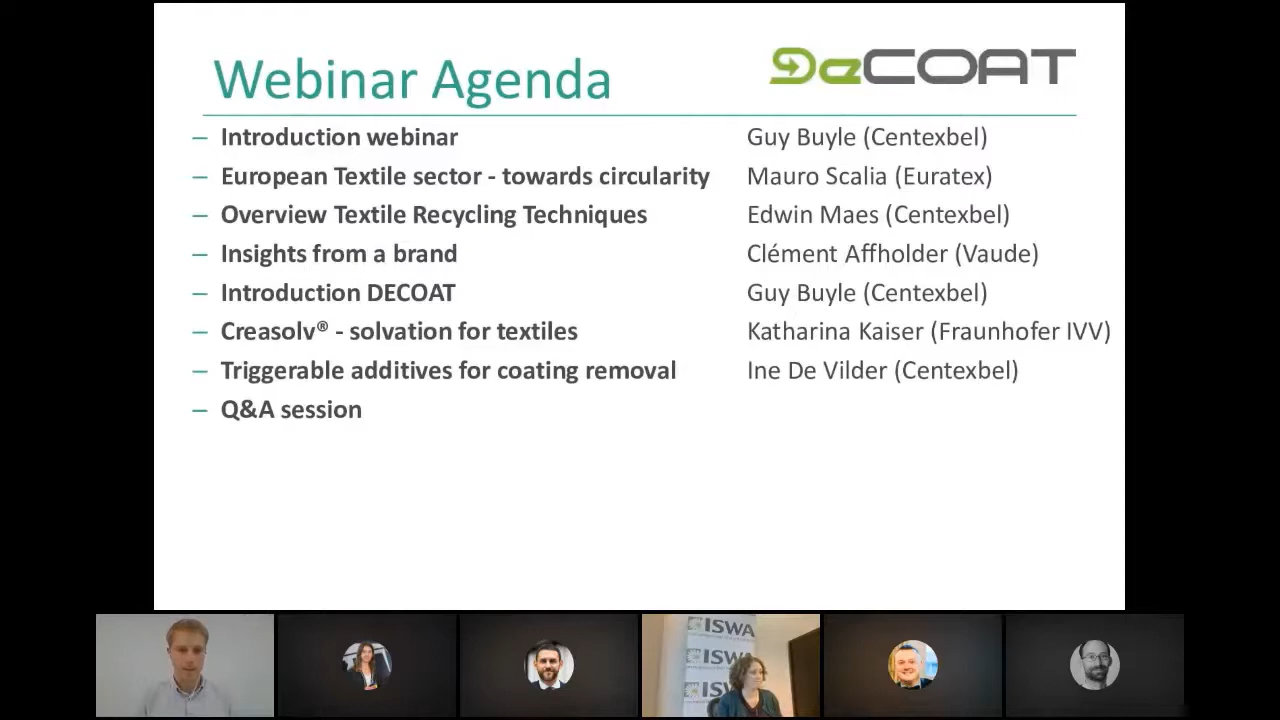 Webinar Agenda
DeCOAT
– Introduction webinar Guy Buyle (Centexbel)
– European Textile sector - towards circularity Mauro Scalia (Euratex)
– Overview Textile Recycling Techniques Edwin Maes (Centexbel)
– Insights from a brand Clément Affholder (Vaude)
– Introduction DECOAT Guy Buyle (Centexbel)
– Creasolv® - solvation for textiles Katharina Kaiser (Fraunhofer IVV)
– Triggerable additives for coating removal Ine De Vilder (Centexbel)
– Q&A session
ISWA
ISWA
ISWA